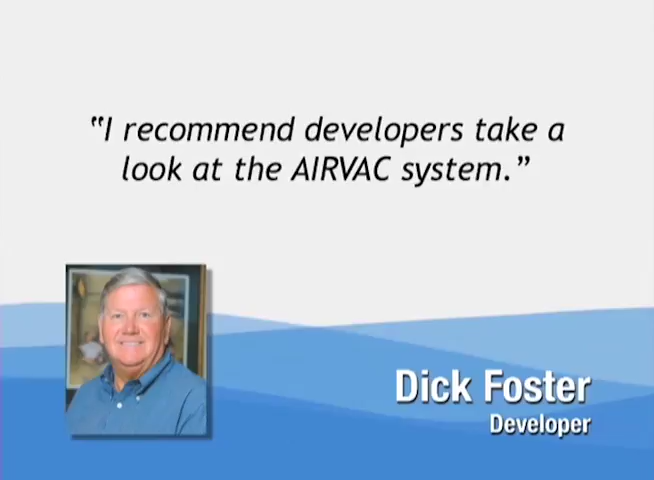 “I recommend developers take a
look at the AIRVAC system.”
Dick Foster
Developer